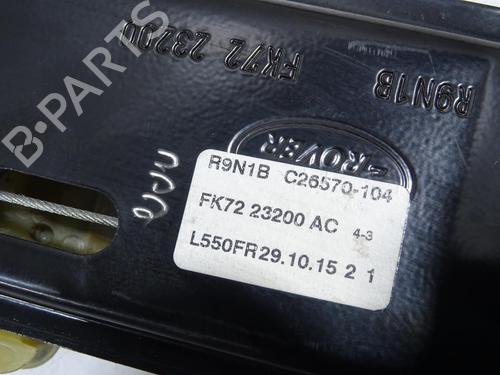 FK72 23200
R9N1B
-ROVER
R9N1B C26570-104
FK72 23200 AC 4-3
L550FR29.10.15 2 1
B-PARTS